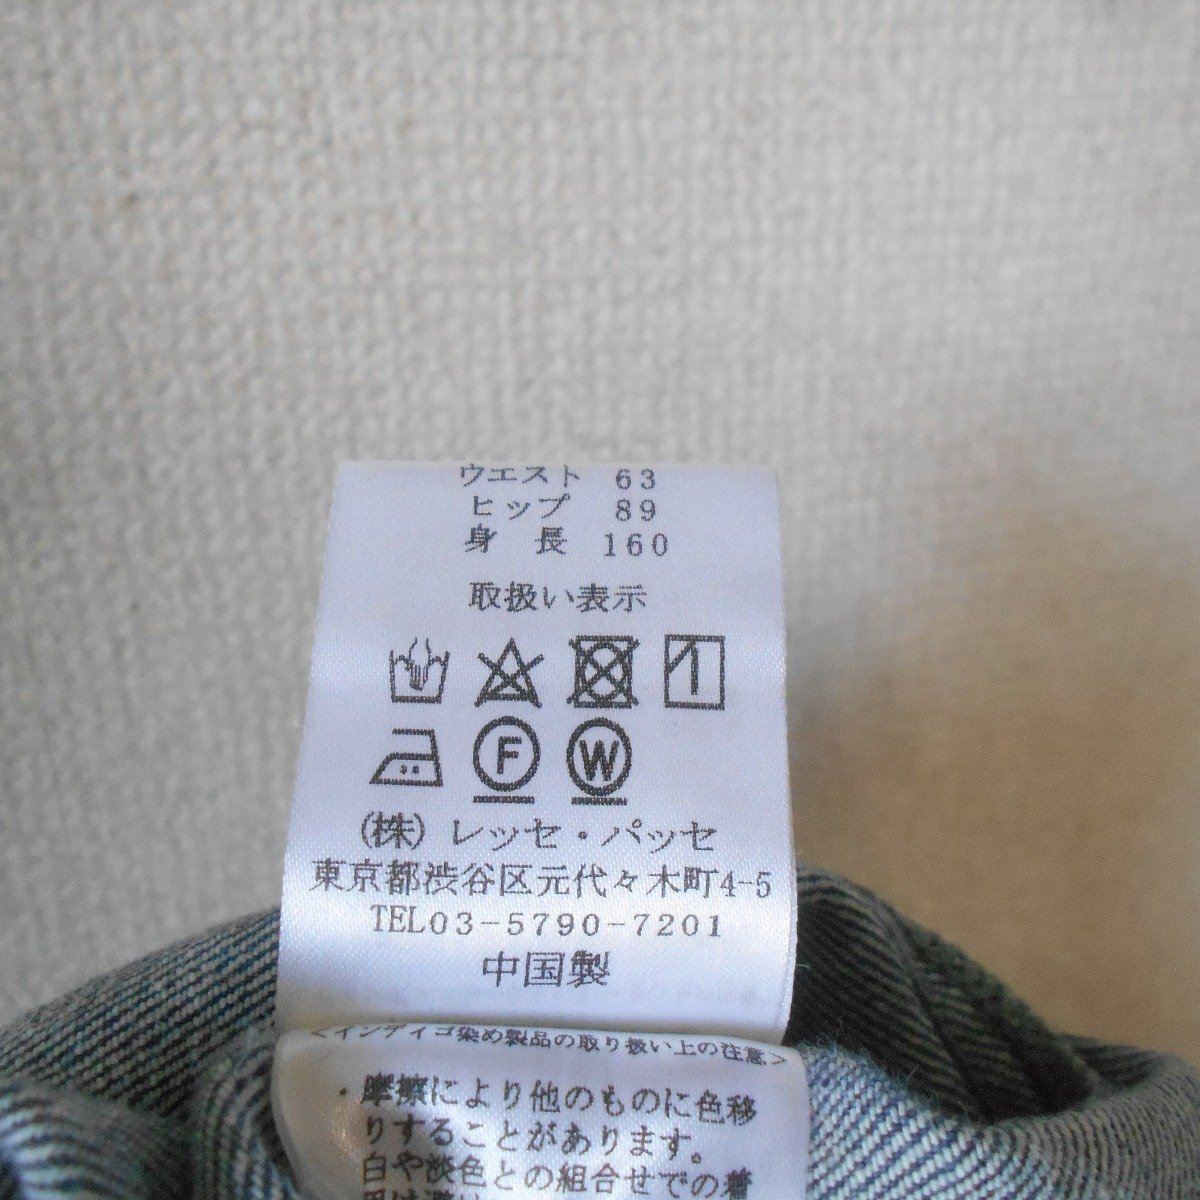 ウエスト 63
ヒップ 89
身 長 160
取扱い表示
F W
(株) レッセ・パッセ
東京都渋谷区元代々木町4-5
TEL03-5790-7201
中国製
<インディゴ染め製品の取り扱い上の注意>
・摩擦により他のものに色移
りすることがあります。
白や淡色との組合せでの着